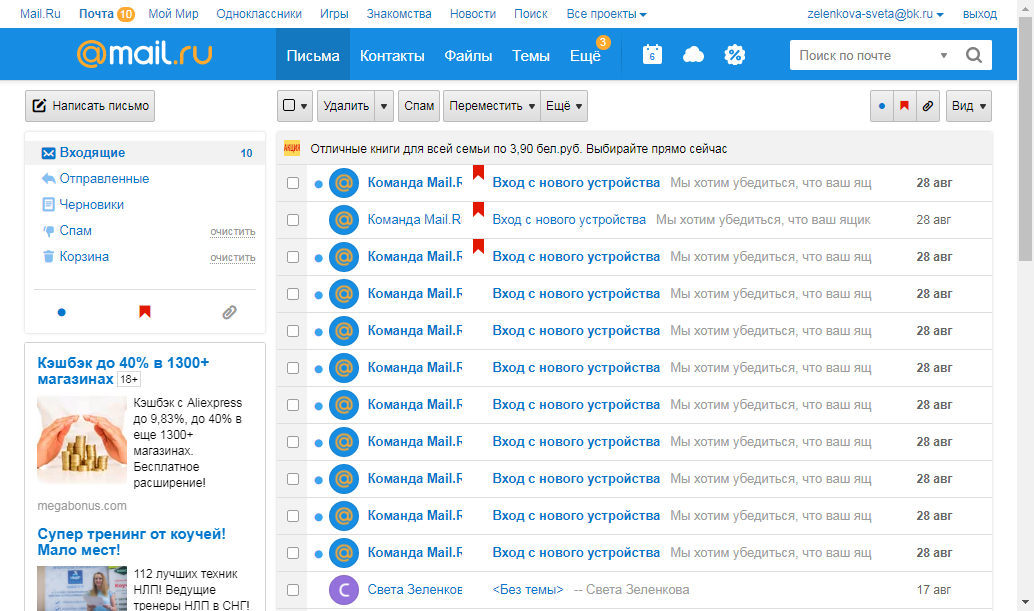 Mail.Ru Почта 10 Мой Мир Одноклассники Игры Знакомства Новости Поиск Все проекты zelenkova-sveta@bk.ru выход
@mail.ru Письма Контакты Файлы Темы Ещё 3 6 Поиск по почте
Написать письмо Удалить Спам Переместить Ещё Вид
Входящие 10
Отправленные
Черновики
Спам очистить
Корзина очистить
Кэшбэк до 40% в 1300+
магазинах 18+
Кэшбэк с Aliexpress
до 9,83%, до 40% в
еще 1300+
магазинах.
Бесплатное
расширение!
megabonus.com
Супер тренинг от коучей!
Мало мест!
112 лучших техник
НЛП! Ведущие
тренеры НЛП в СНГ!
АКЦИЯ Отличные книги для всей семьи по 3,90 бел.руб. Выбирайте прямо сейчас
@ Команда Mail.R Вход с нового устройства Мы хотим убедиться, что ваш ящ 28 авг
@ Команда Mail.R Вход с нового устройства Мы хотим убедиться, что ваш ящик 28 авг
@ Команда Mail.R Вход с нового устройства Мы хотим убедиться, что ваш ящ 28 авг
@ Команда Mail.R Вход с нового устройства Мы хотим убедиться, что ваш ящ 28 авг
@ Команда Mail.R Вход с нового устройства Мы хотим убедиться, что ваш ящ 28 авг
@ Команда Mail.R Вход с нового устройства Мы хотим убедиться, что ваш ящ 28 авг
@ Команда Mail.R Вход с нового устройства Мы хотим убедиться, что ваш ящ 28 авг
@ Команда Mail.R Вход с нового устройства Мы хотим убедиться, что ваш ящ 28 авг
@ Команда Mail.R Вход с нового устройства Мы хотим убедиться, что ваш ящ 28 авг
@ Команда Mail.R Вход с нового устройства Мы хотим убедиться, что ваш ящ 28 авг
@ Команда Mail.R Вход с нового устройства Мы хотим убедиться, что ваш ящ 28 авг
С Света Зеленков <Без темы> -- Света Зеленкова 17 авг